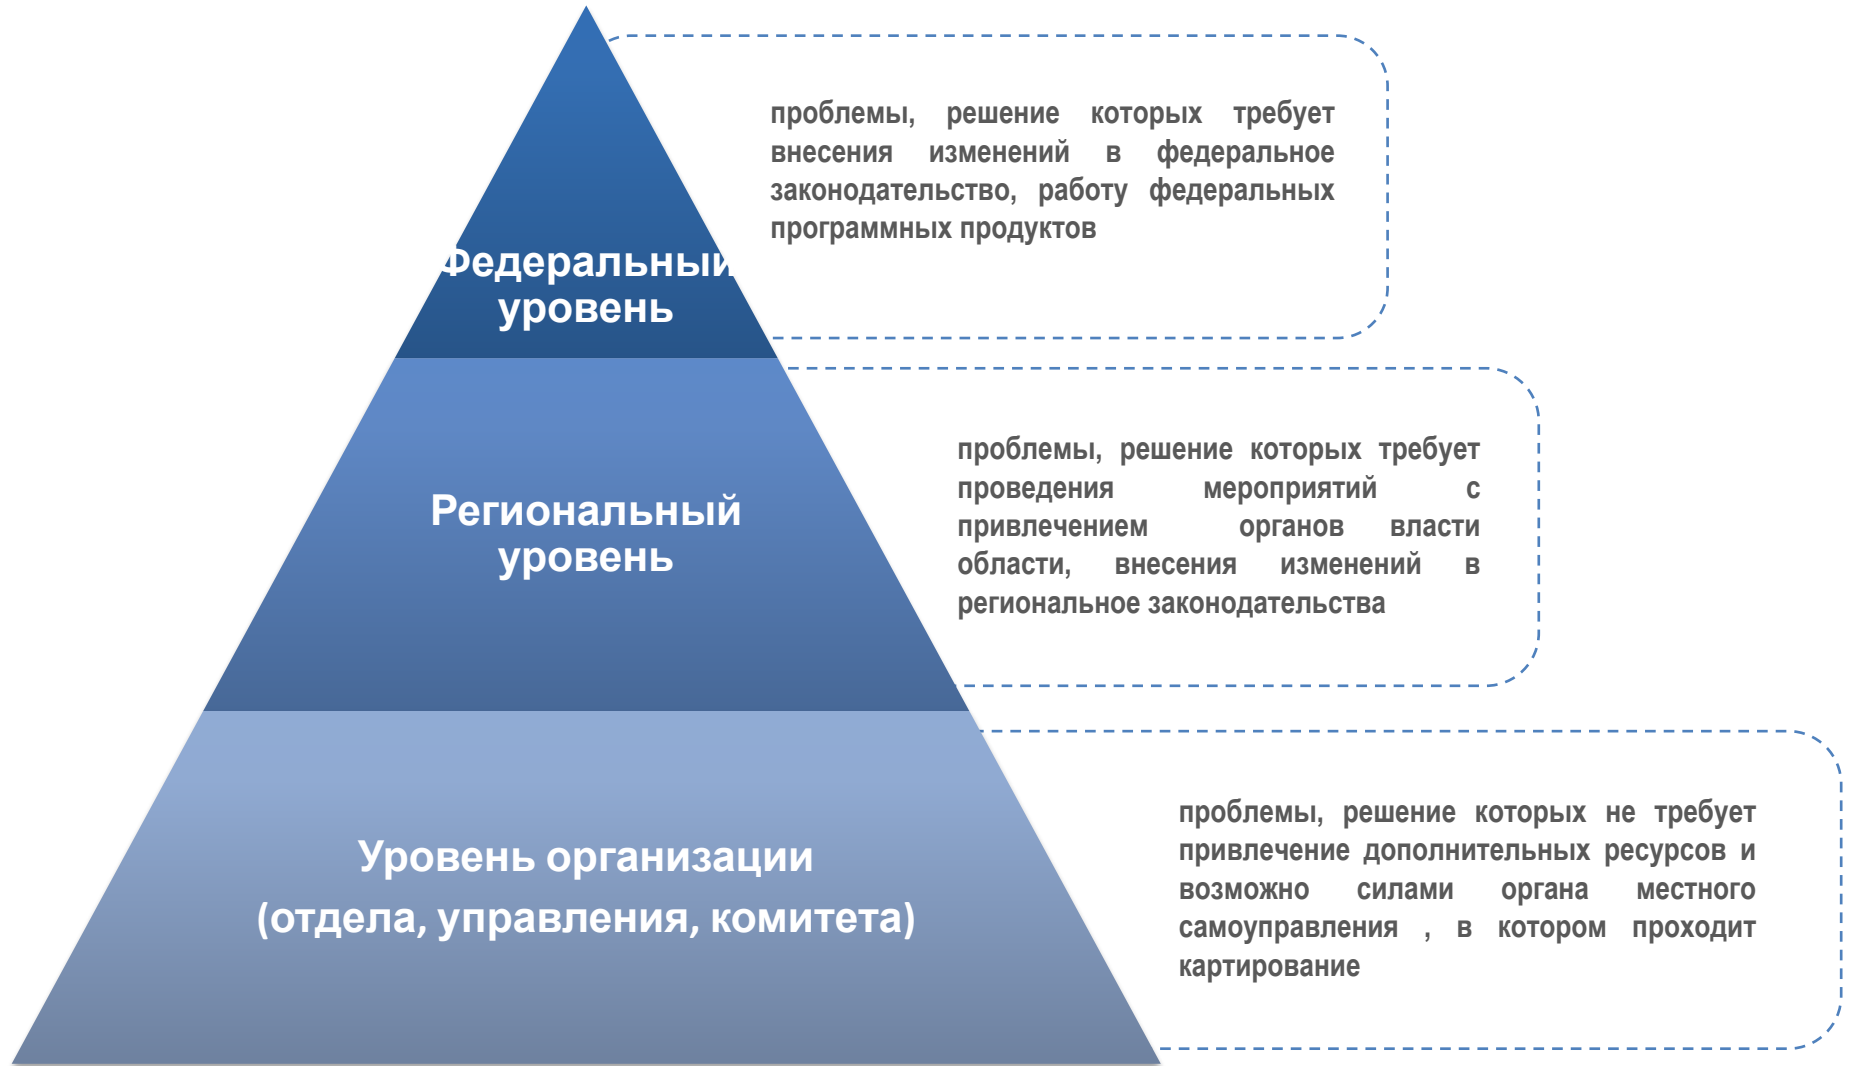 проблемы, решение которых требует
внесения изменений в федеральное
законодательство, работу федеральных
программных продуктов
Федеральный
уровень
проблемы, решение которых требует
проведения мероприятий с
привлечением органов власти
области, внесения изменений в
региональное законодательства
Региональный
уровень
проблемы, решение которых не требует
привлечение дополнительных ресурсов и
возможно силами органа местного
самоуправления , в котором проходит
картирование
Уровень организации
(отдела, управления, комитета)